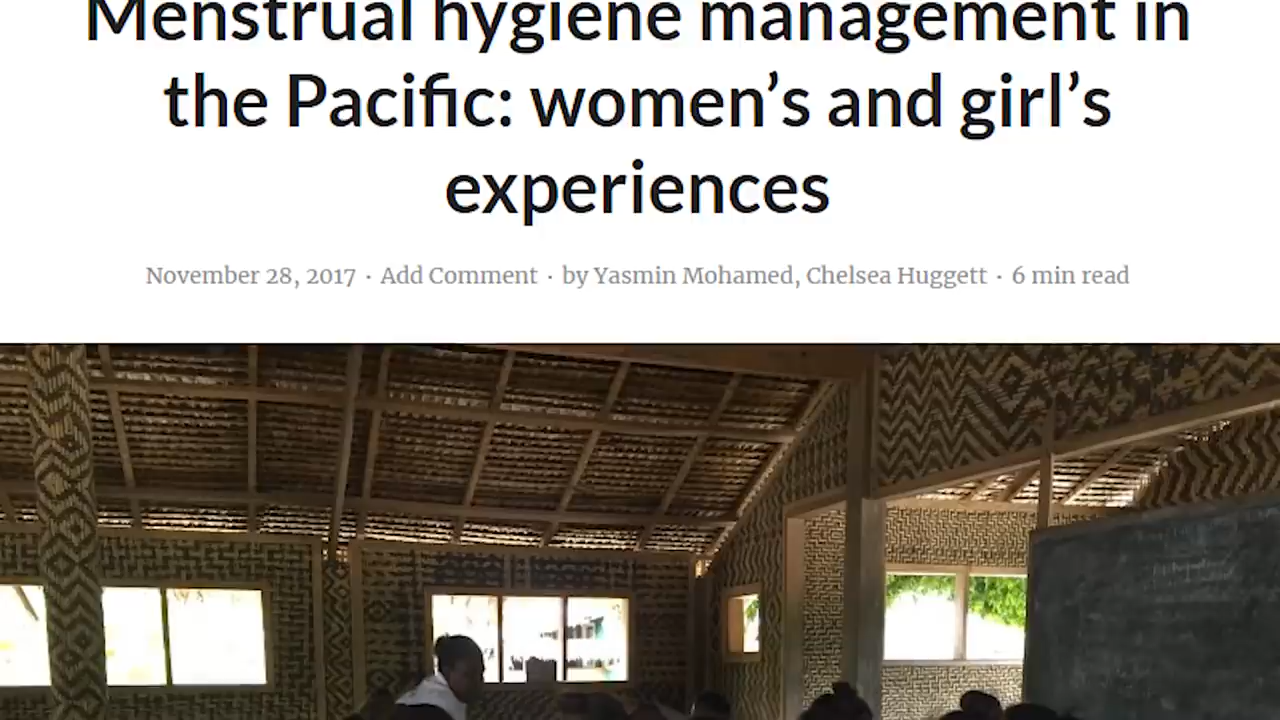 Menstrual hygiene management in
the Pacific: women’s and girl’s
experiences
November 28, 2017 · Add Comment · by Yasmin Mohamed, Chelsea Huggett · 6 min read